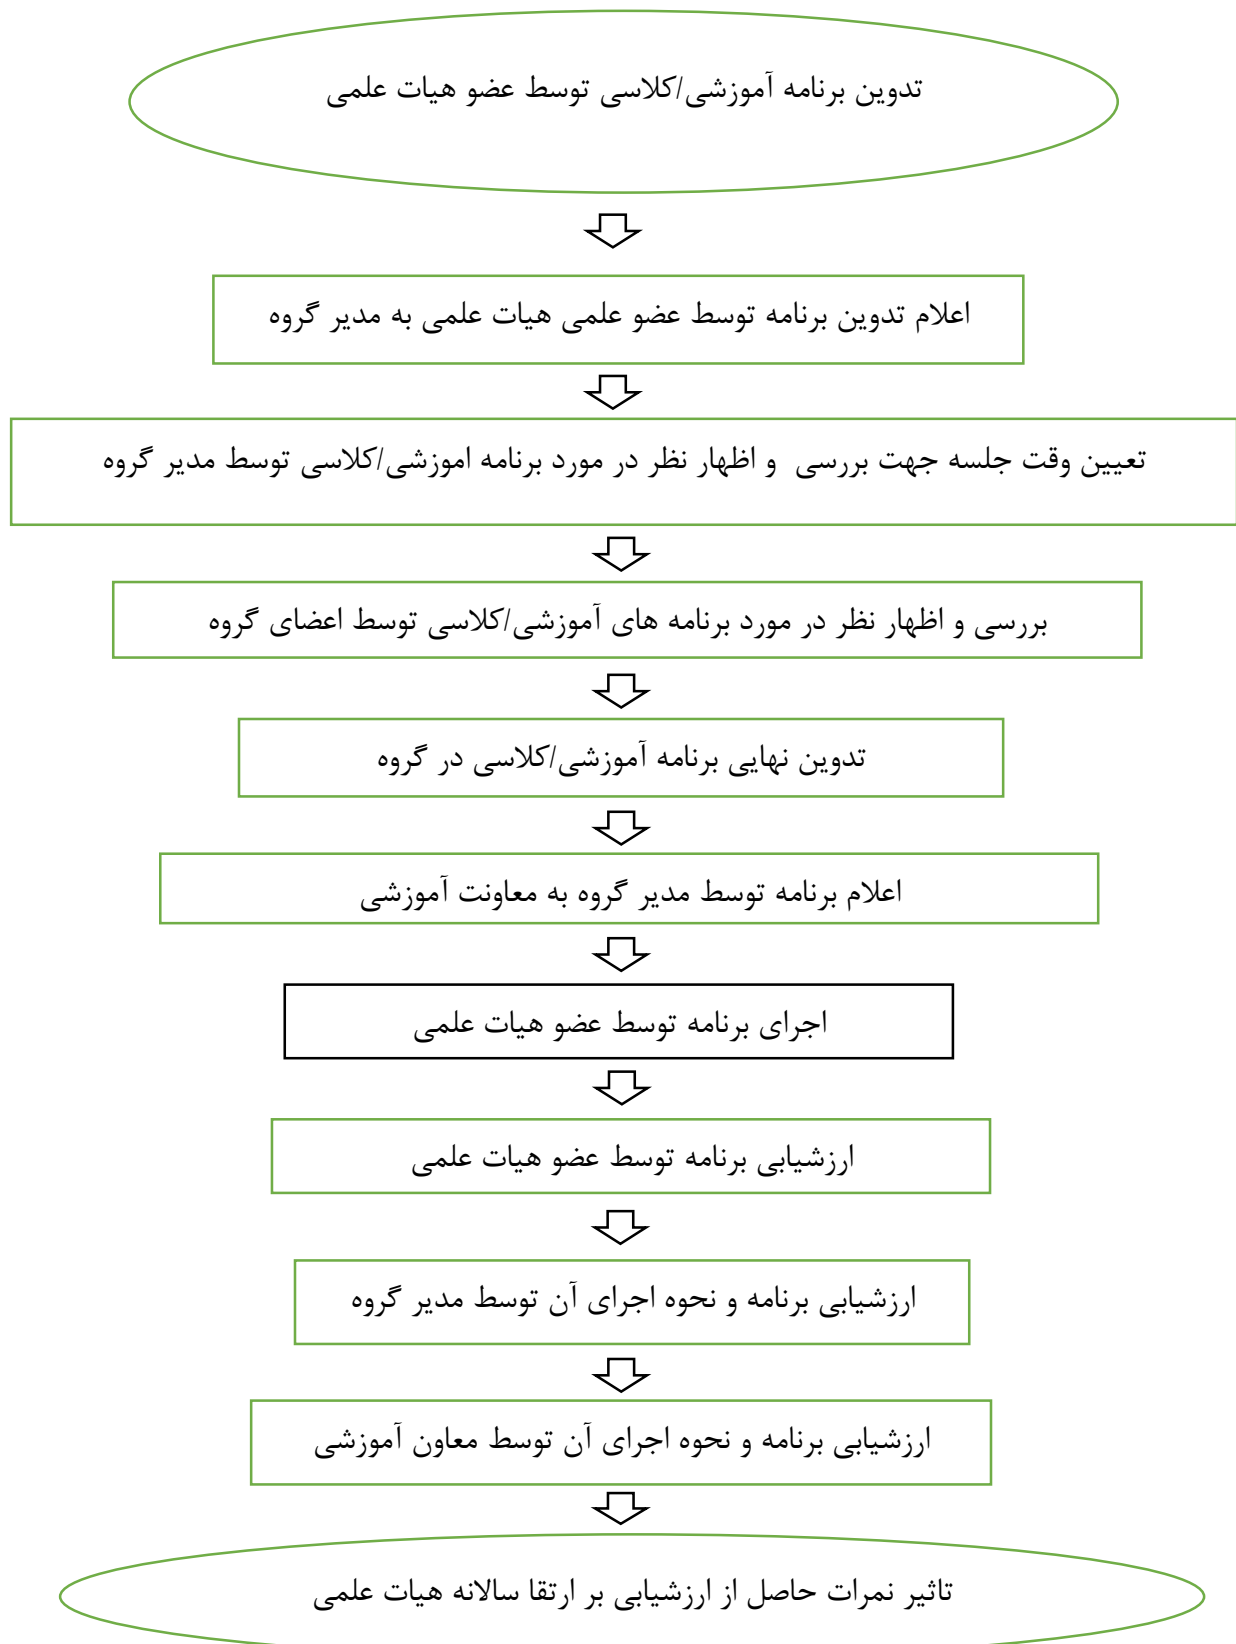 تدوین برنامه آموزشی/کلاسی توسط عضو هیات علمی
اعلام تدوین برنامه توسط عضو علمی هیات علمی به مدیر گروه
تعیین وقت جلسه جهت بررسی و اظهار نظر در مورد برنامه اموزشی/کلاسی توسط مدیر گروه
بررسی و اظهار نظر در مورد برنامه های آموزشی/کلاسی توسط اعضای گروه
تدوین نهایی برنامه آموزشی/کلاسی در گروه
اعلام برنامه توسط مدیر گروه به معاونت آموزشی
اجرای برنامه توسط عضو هیات علمی
ارزشیابی برنامه توسط عضو هیات علمی
ارزشیابی برنامه و نحوه اجرای آن توسط مدیر گروه
ارزشیابی برنامه و نحوه اجرای آن توسط معاون آموزشی
تاثیر نمرات حاصل از ارزشیابی بر ارتقا سالانه هیات علمی